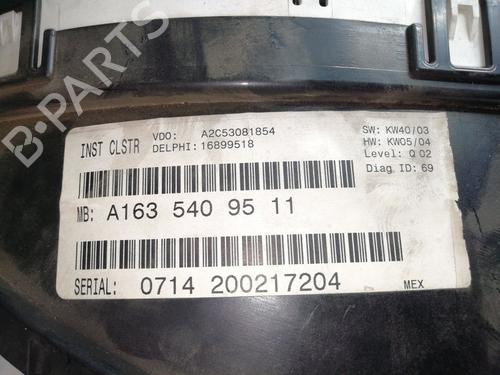 B-PARTS
INST CLSTR
VDO: A2C53081854
DELPHI: 16899518
SW: KW40/03
HW: KW05/04
Level: Q 02
Diag ID: 69
MB: A163 540 95 11
SERIAL: 0714 200217204
MEX